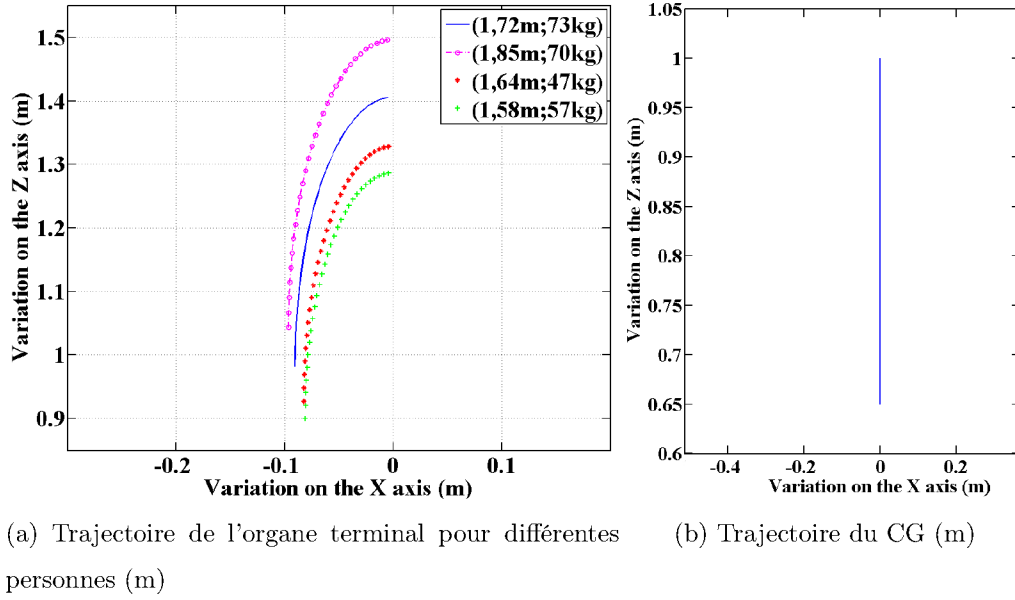 1.5
1.4
1.3
1.2
1.1
1
0.9
Variation on the Z axis (m)
(1,72m;73kg)
(1,85m;70kg)
(1,64m;47kg)
(1,58m;57kg)
-0.2
-0.1
0
0.1
Variation on the X axis (m)
1.05
1
0.95
0.9
0.85
0.8
0.75
0.7
0.65
0.6
Variation on the Z axis (m)
-0.4
-0.2
0
0.2
Variation on the X axis (m)
(a) Trajectoire de l'organe terminal pour différentes
personnes (m)
(b) Trajectoire du CG (m)